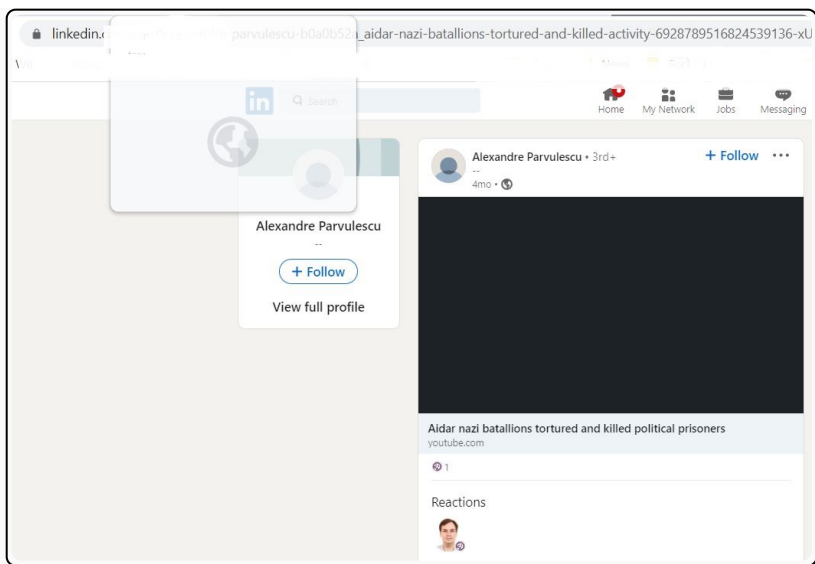 linkedin.c
parvulescu-b0a0b52a_aidar-nazi-batallions-tortured-and-killed-activity-6928789516824539136-xU
in
Search
Home
My Network
Jobs
Messaging
Alexandre Parvulescu
--
+ Follow
View full profile
Alexandre Parvulescu • 3rd+
+ Follow
--
4mo •
Aidar nazi batallions tortured and killed political prisoners
youtube.com
1
Reactions